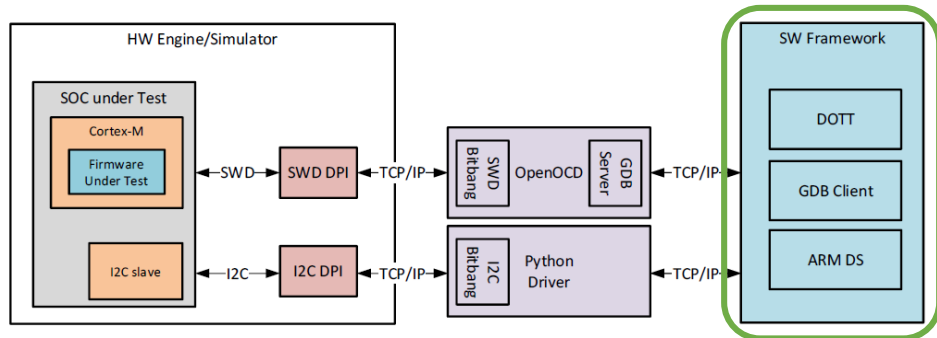 HW Engine/Simulator
SOC under Test
Cortex-M
Firmware
Under Test
I2C slave
SWD
I2C
SWD DPI
I2C DPI
TCP/IP
TCP/IP
SWD
Bitbang
OpenOCD
GDB
Server
I2C
Bitbang
Python
Driver
TCP/IP
TCP/IP
SW Framework
DOTT
GDB Client
ARM DS